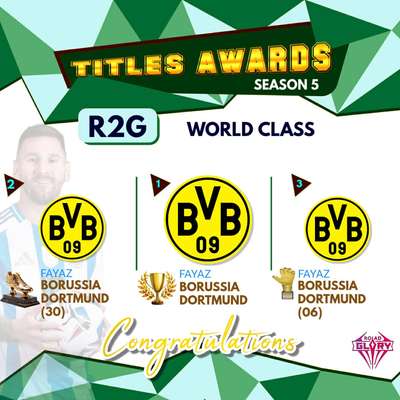 TITLES AWARDS
SEASON 5
R2G
WORLD CLASS
2
BVB
09
FAYAZ
BORUSSIA
DORTMUND
(30)
1
BVB
09
FAYAZ
BORUSSIA
DORTMUND
3
BVB
09
FAYAZ
BORUSSIA
DORTMUND
(06)
Congratulations
ROAD
GLORY